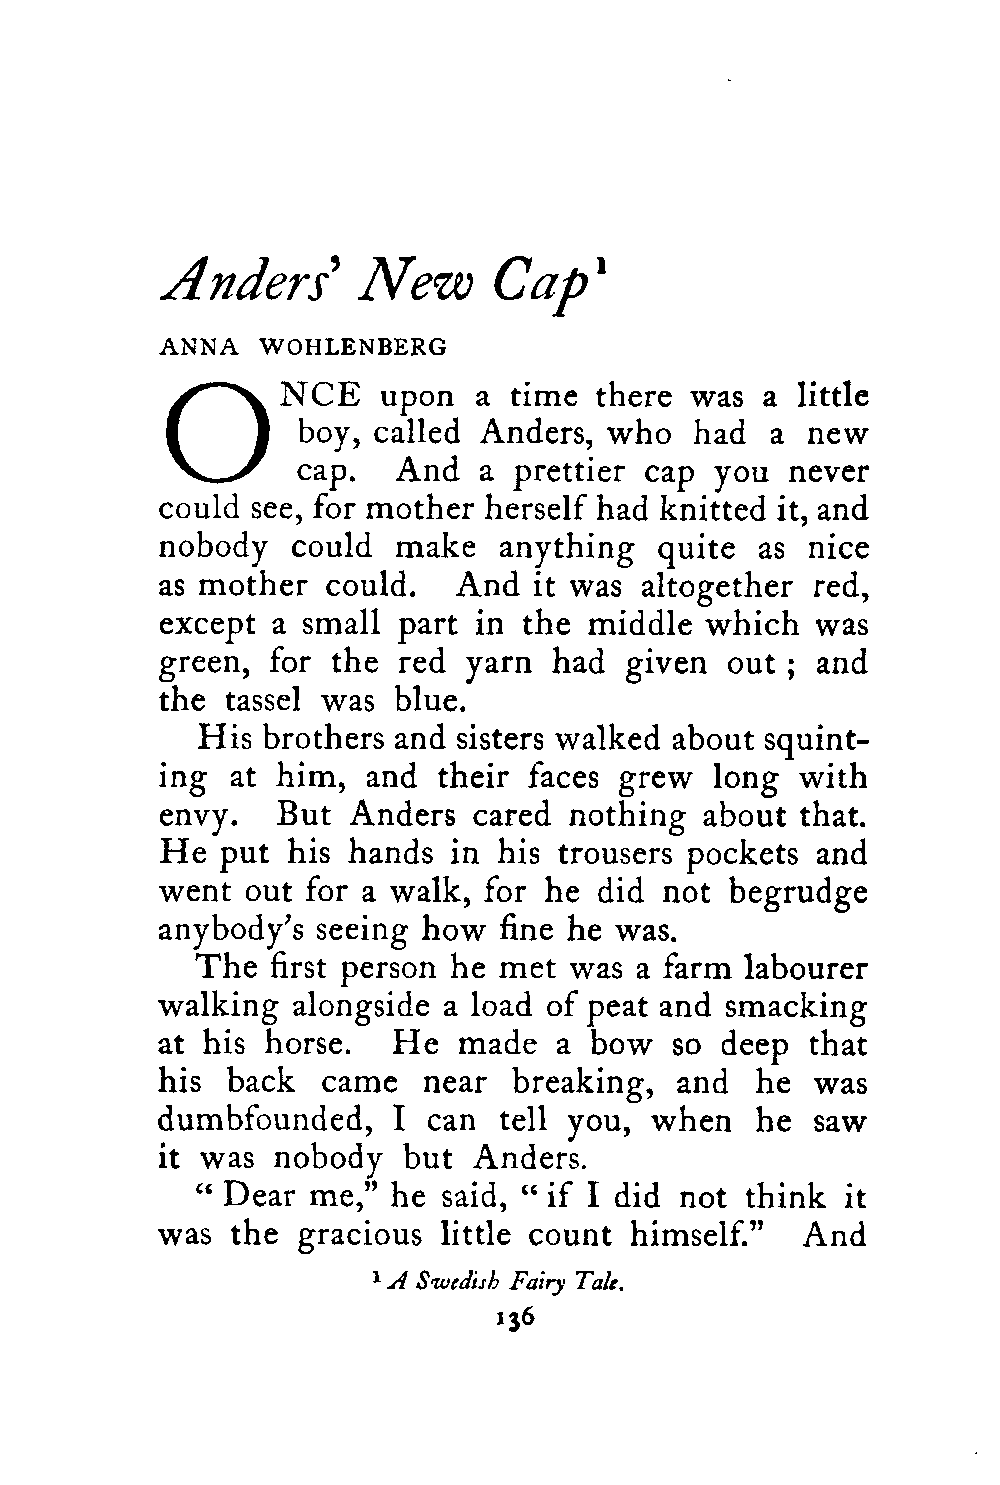 Anders' New Cap¹
ANNA WOHLENBERG
ONCE upon a time there was a little
boy, called Anders, who had a new
cap. And a prettier cap you never
could see, for mother herself had knitted it, and
nobody could make anything quite as nice
as mother could. And it was altogether red,
except a small part in the middle which was
green, for the red yarn had given out ; and
the tassel was blue.
His brothers and sisters walked about squint-
ing at him, and their faces grew long with
envy. But Anders cared nothing about that.
He put his hands in his trousers pockets and
went out for a walk, for he did not begrudge
anybody's seeing how fine he was.
The first person he met was a farm labourer
walking alongside a load of peat and smacking
at his horse. He made a bow so deep that
his back came near breaking, and he was
dumbfounded, I can tell you, when he saw
it was nobody but Anders.
“ Dear me,” he said, “ if I did not think it
was the gracious little count himself.” And
¹ A Swedish Fairy Tale.
136